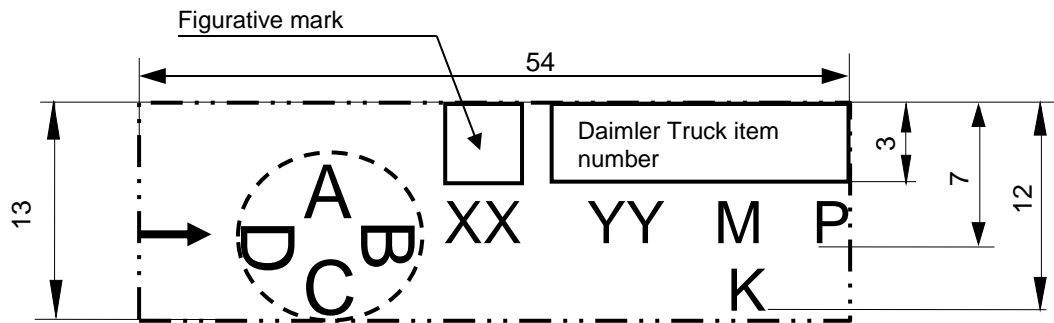 Figurative mark
54
Daimler Truck item
number
3
7
12
13
A
D B
C
XX YY M P
K